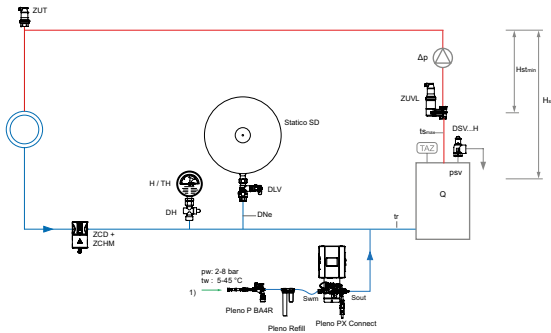 ZUT
Δp
Hstmin
Hs
ZUVL
Statico SD
tsmax
DSV...H
TAZ
psv
H / TH
DLV
Q
DH
DNe
tr
ZCD +
ZCHM
pw: 2-8 bar
tw : 5-45 °C
1)
Swm
Sout
Pleno P BA4R
Pleno Refill
Pleno PX Connect